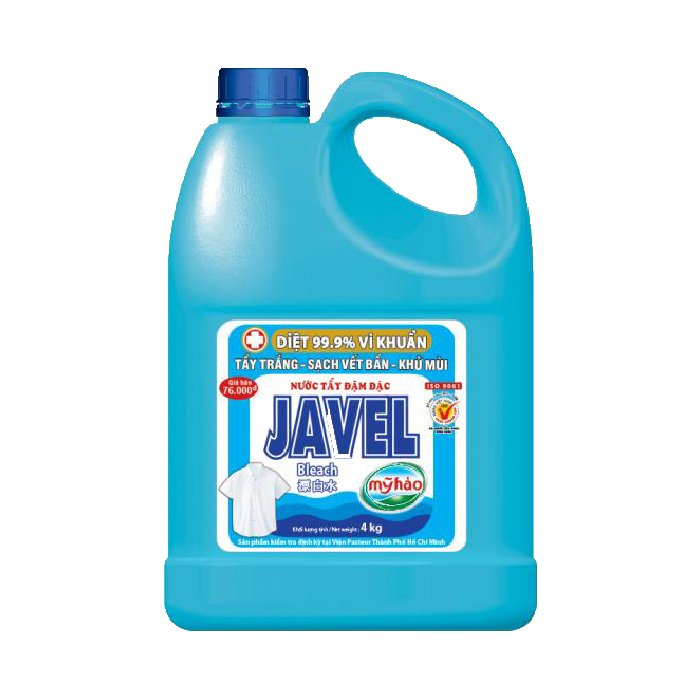 DIỆT 99.9% VI KHUẨN
TẨY TRẮNG - SẠCH VẾT BẨN - KHỬ MÙI
Giá bán
76.000đ
NƯỚC TẨY ĐẬM ĐẶC
ISO 9001
JAVEL
Bleach
漂白水
mỹhảo
Khối lượng tịnh / Net weight: 4 kg
Sản phẩm kiểm tra định kỳ tại Viện Pasteur Thành Phố Hồ Chí Minh